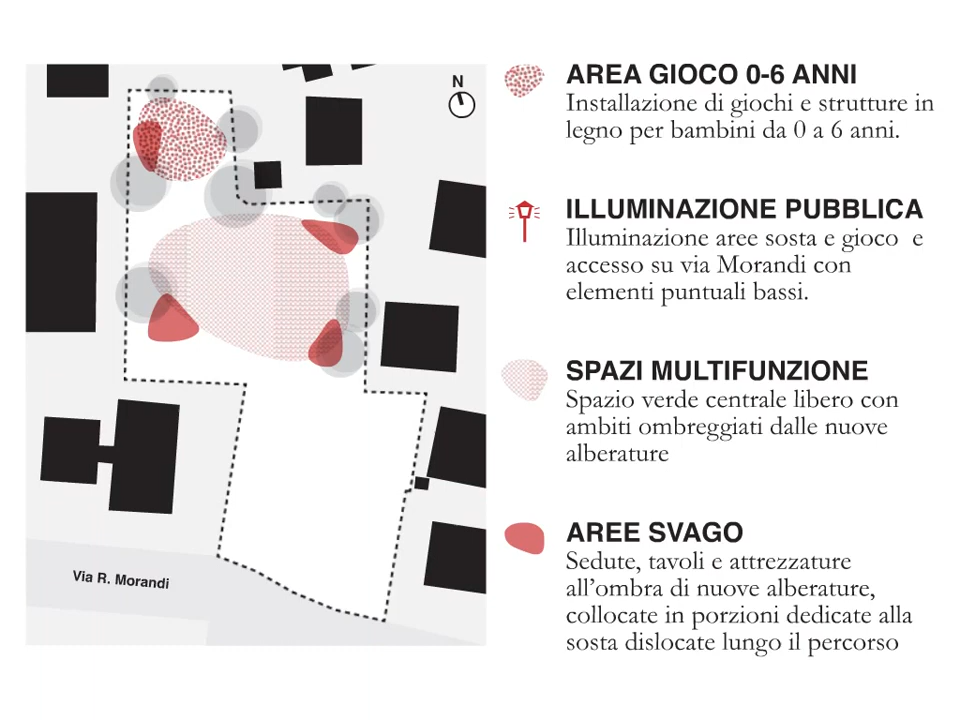 N
Via R. Morandi
AREA GIOCO 0-6 ANNI
Installazione di giochi e strutture in
legno per bambini da 0 a 6 anni.
ILLUMINAZIONE PUBBLICA
Illuminazione aree sosta e gioco e
accesso su via Morandi con
elementi puntuali bassi.
SPAZI MULTIFUNZIONE
Spazio verde centrale libero con
ambiti ombreggiati dalle nuove
alberature
AREE SVAGO
Sedute, tavoli e attrezzature
all'ombra di nuove alberature,
collocate in porzioni dedicate alla
sosta dislocate lungo il percorso